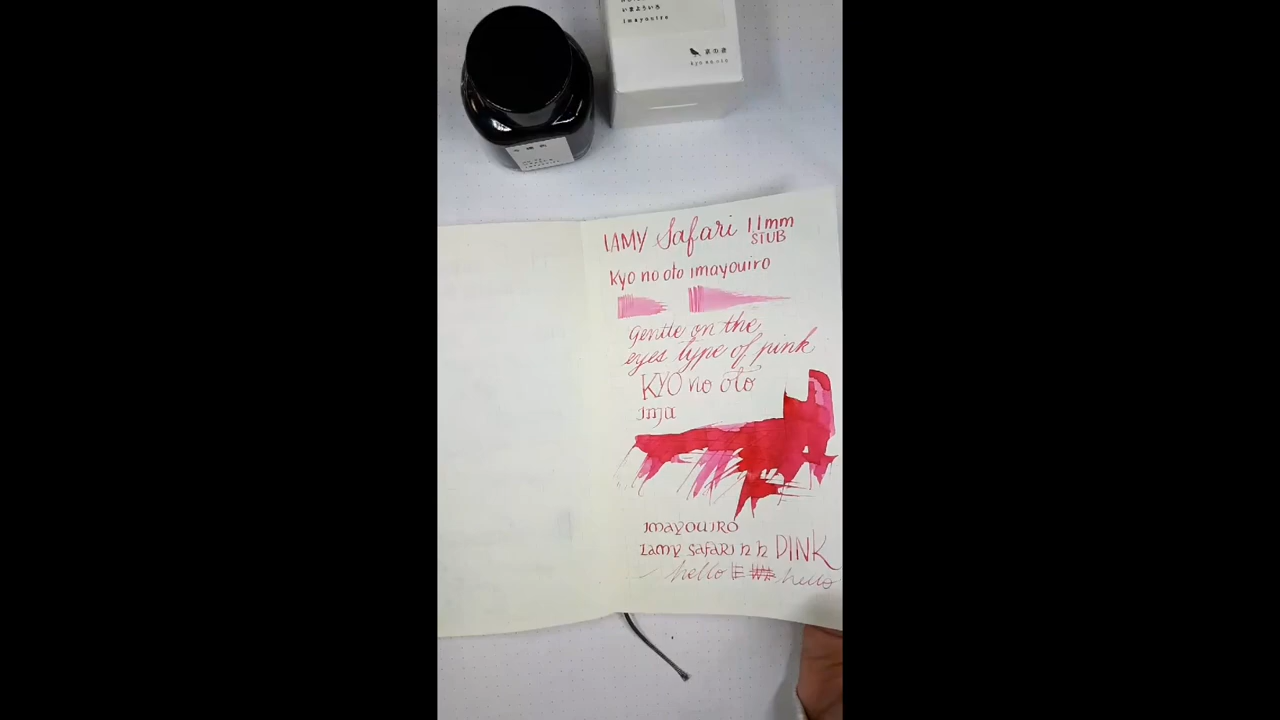 いまよういろ
imayouiro
京の音
kyo no oto
LAMY Safari 1.1mm
STUB
Kyo no oto imayouiro
Gentle on the
eyes type of pink
KYO no oto
imayouiro
Lamy Safari
PINK
hello
hello